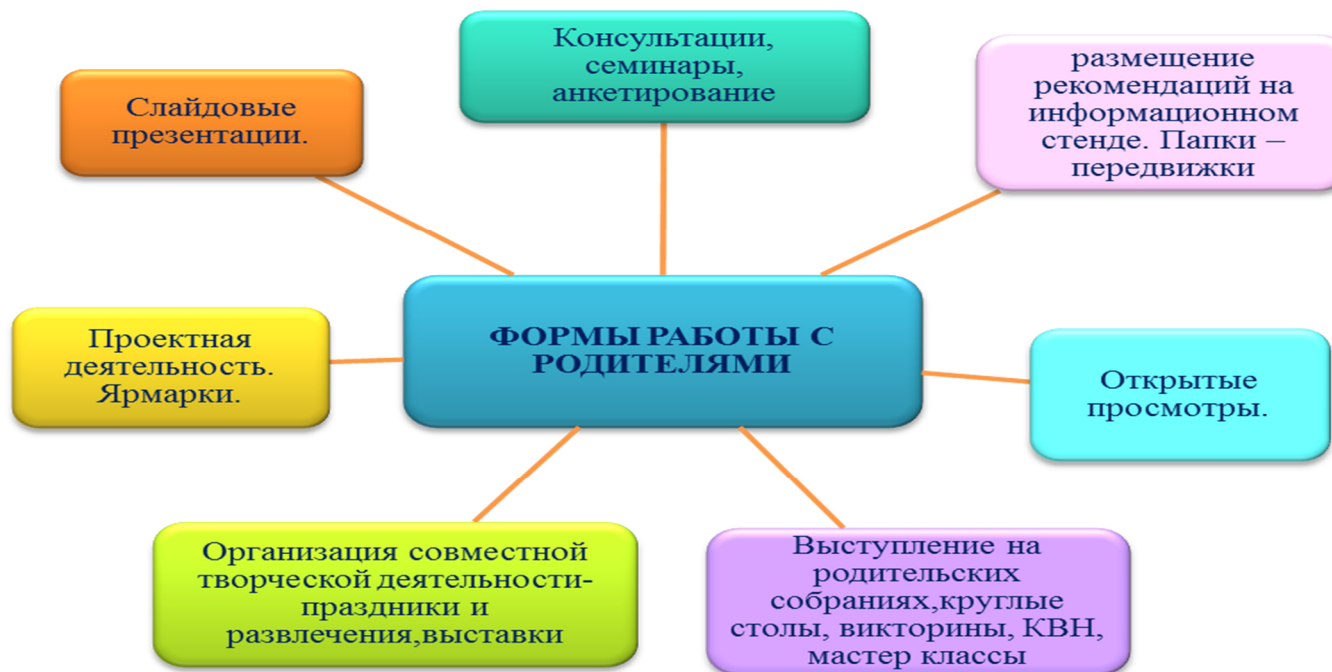 Консультации,
семинары,
анкетирование
Слайдовые
презентации.
размещение
рекомендаций на
информационном
стенде. Папки –
передвижки
ФОРМЫ РАБОТЫ С
РОДИТЕЛЯМИ
Проектная
деятельность.
Ярмарки.
Открытые
просмотры.
Организация совместной
творческой деятельности-
праздники и
развлечения,выставки
Выступление на
родительских
собраниях,круглые
столы, викторины, КВН,
мастер классы